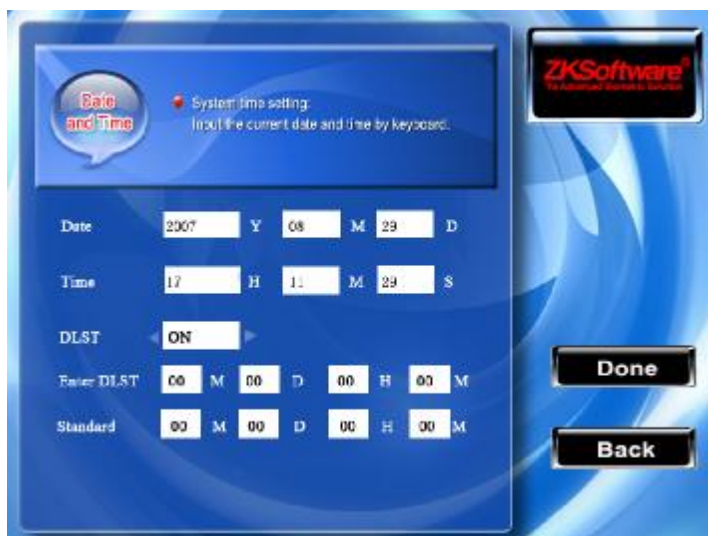 Date
and Time
System time setting:
Input the current date and time by keyboard.
ZKSoftware®
Date 2007 Y 08 M 29 D
Time 17 H 11 M 29 S
DLST ON
Enter DLST 00 M 00 D 00 H 00 M
Standard 00 M 00 D 00 H 00 M
Done
Back